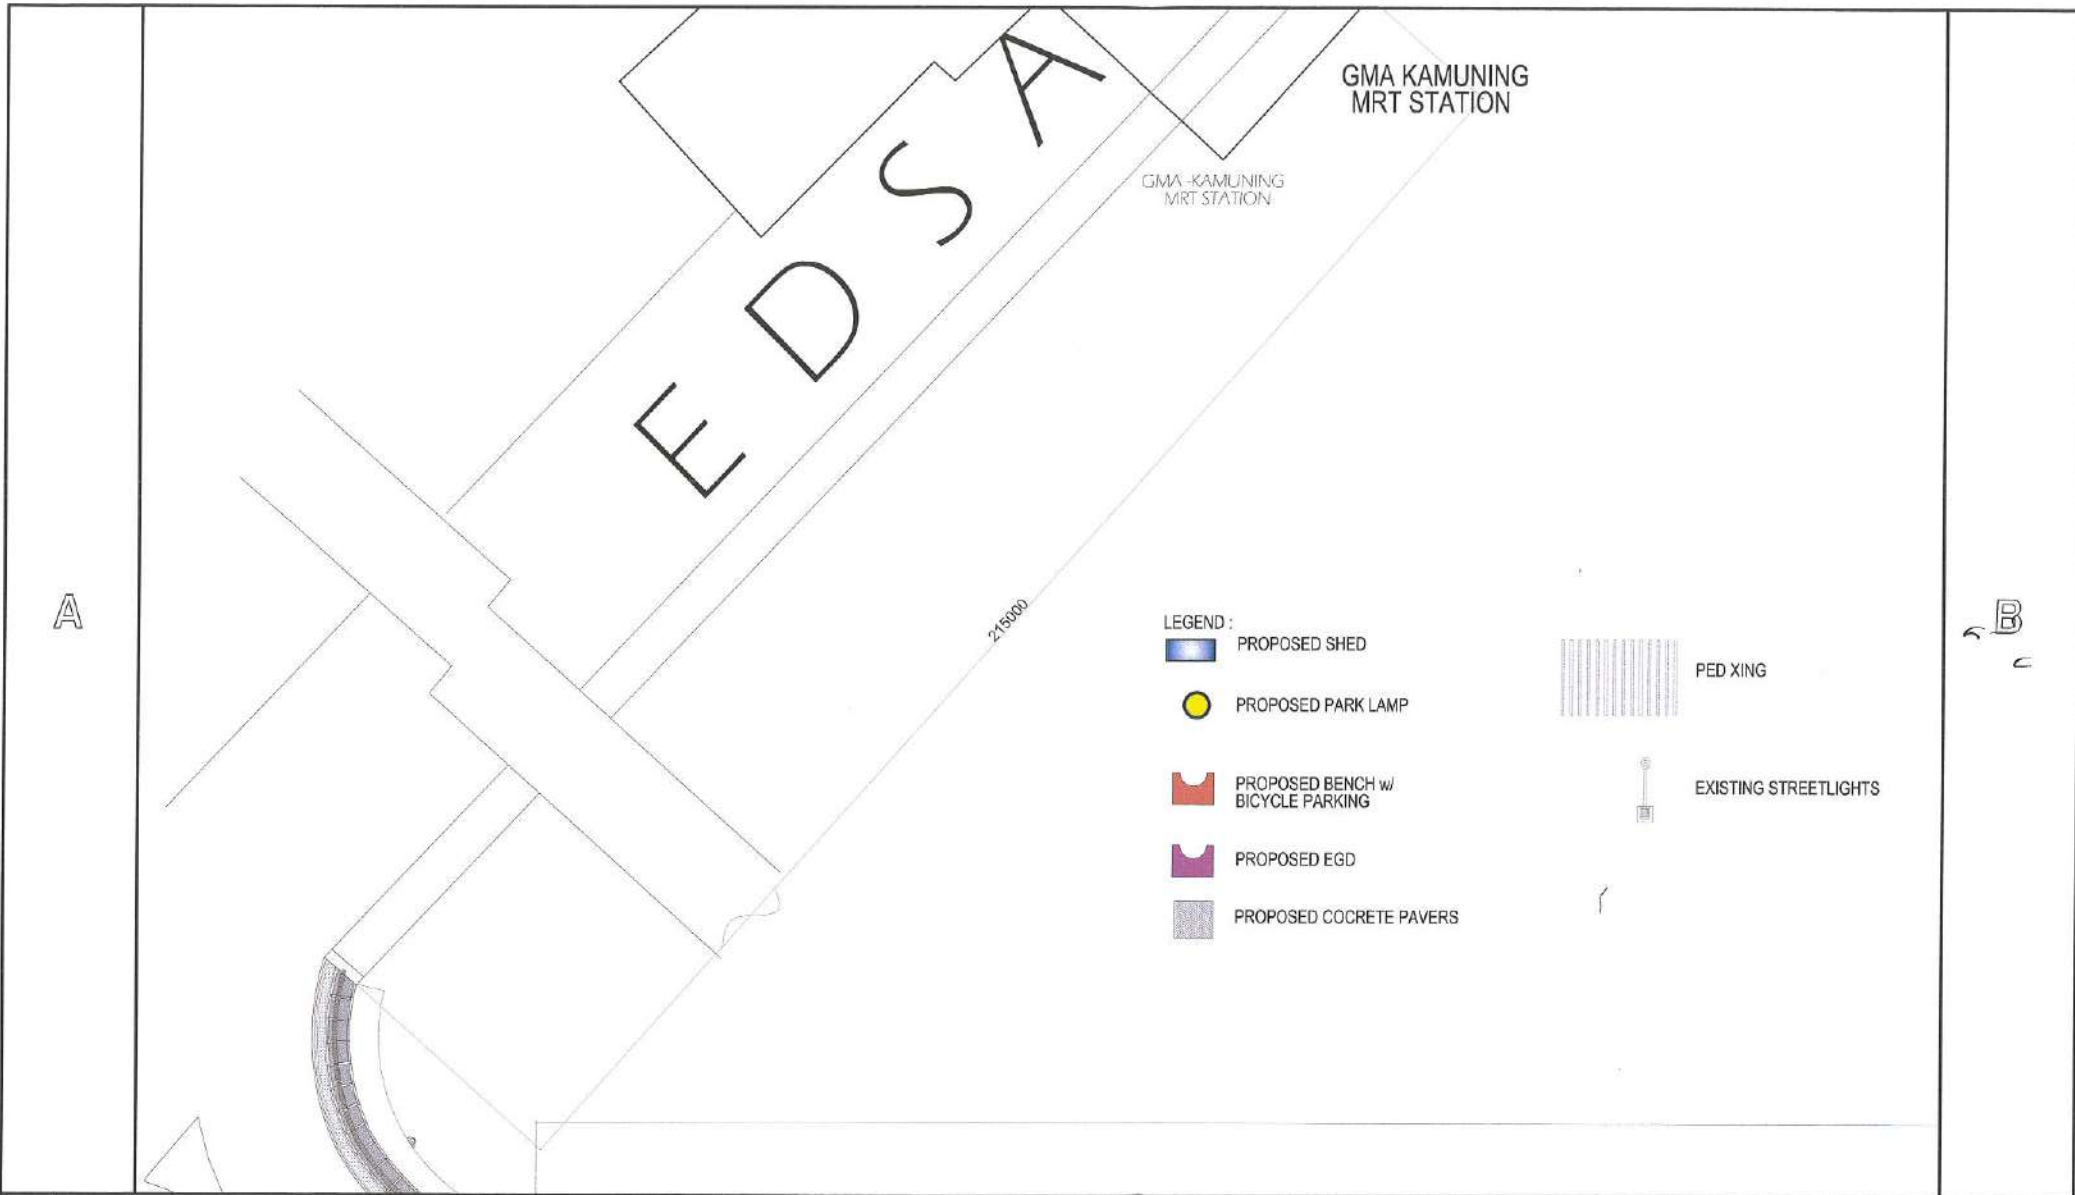 GMA KAMUNING
MRT STATION
GMA -KAMUNING
MRT STATION
EDSA
A
B
215000
LEGEND :
PROPOSED SHED
PROPOSED PARK LAMP
PROPOSED BENCH w/
BICYCLE PARKING
PROPOSED EGD
PROPOSED COCRETE PAVERS
PED XING
EXISTING STREETLIGHTS